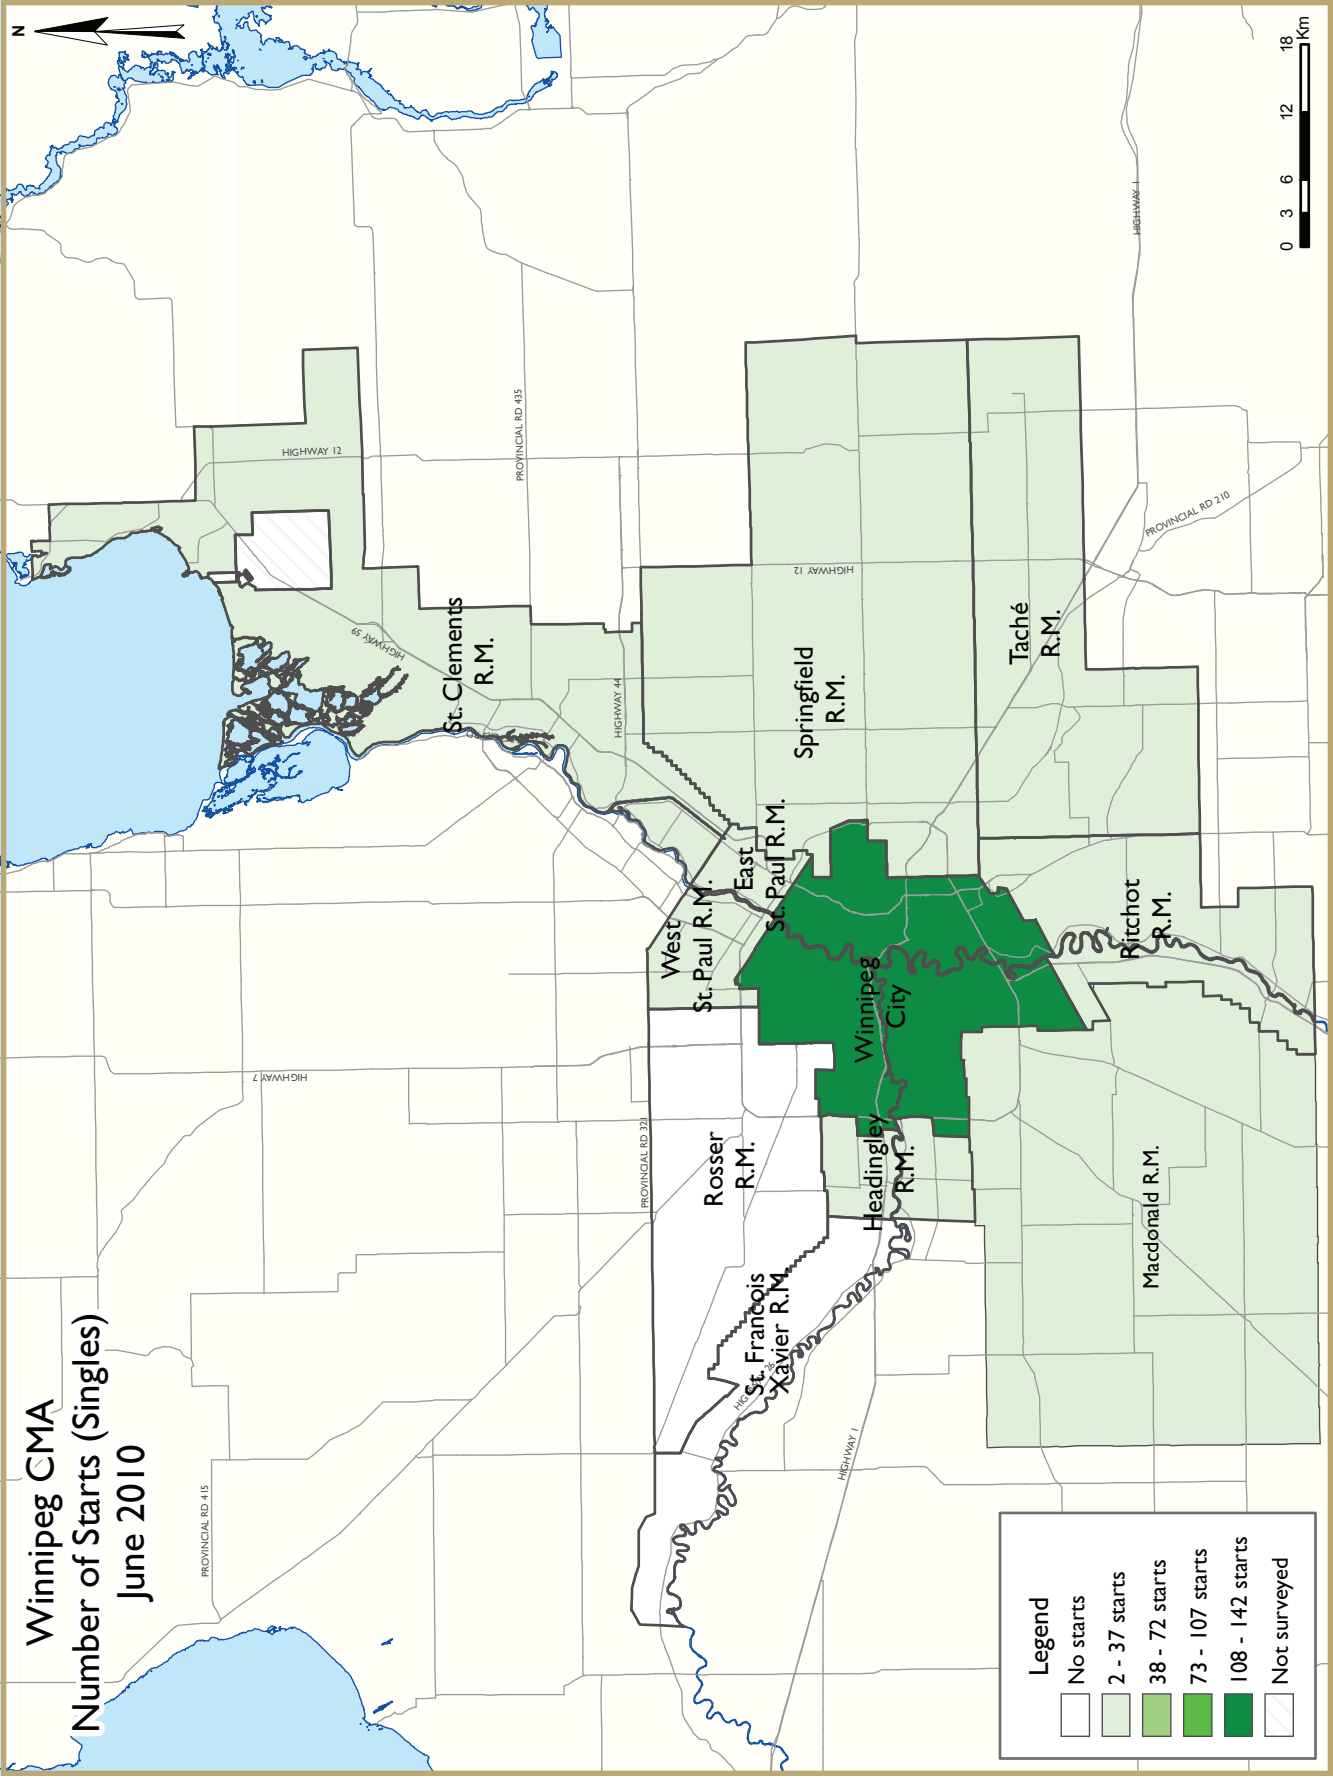 Winnipeg CMA
Number of Starts (Singles)
June 2010
N
PROVINCIAL RD 415
HIGHWAY 7
HIGHWAY 12
HIGHWAY 59
PROVINCIAL RD 435
St. Clements
R.M.
HIGHWAY 44
PROVINCIAL RD 321
West
St. Paul R.M.
East
St. Paul R.M.
Rosser
R.M.
St. Francois
Xavier R.M.
Springfield
R.M.
HIGHWAY 12
Winnipeg
City
Headingley
R.M.
HIGHWAY 1
HIGHWAY 1
Taché
R.M.
Ritchot
R.M.
Macdonald R.M.
PROVINCIAL RD 210
Legend
No starts
2 - 37 starts
38 - 72 starts
73 - 107 starts
108 - 142 starts
Not surveyed
0 3 6 12 18
Km